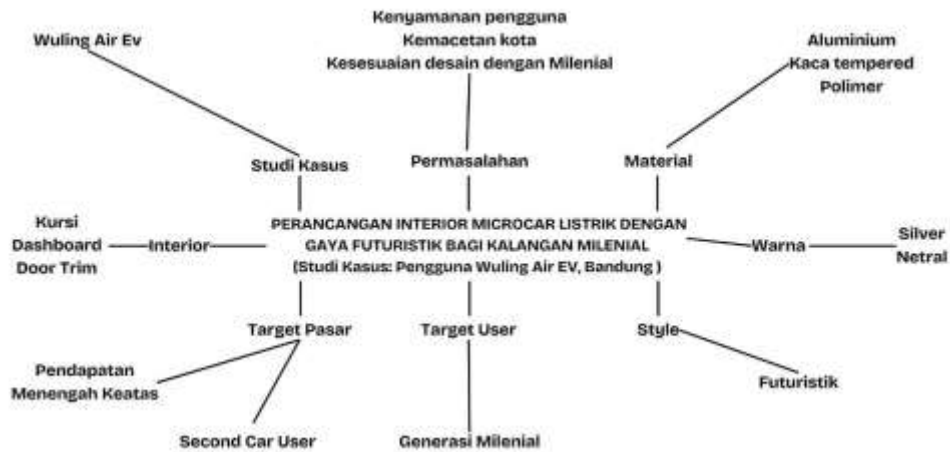 Kenyamanan pengguna
Kemacetan kota
Kesesuaian desain dengan Milenial
Wuling Air Ev
Aluminium
Kaca tempered
Polimer
Studi Kasus
Permasalahan
Material
Kursi
Dashboard
Door Trim
Interior
PERANCANGAN INTERIOR MICROCAR LISTRIK DENGAN
GAYA FUTURISTIK BAGI KALANGAN MILENIAL
(Studi Kasus: Pengguna Wuling Air EV, Bandung )
Warna
Silver
Netral
Target Pasar
Target User
Style
Pendapatan
Menengah Keatas
Futuristik
Second Car User
Generasi Milenial